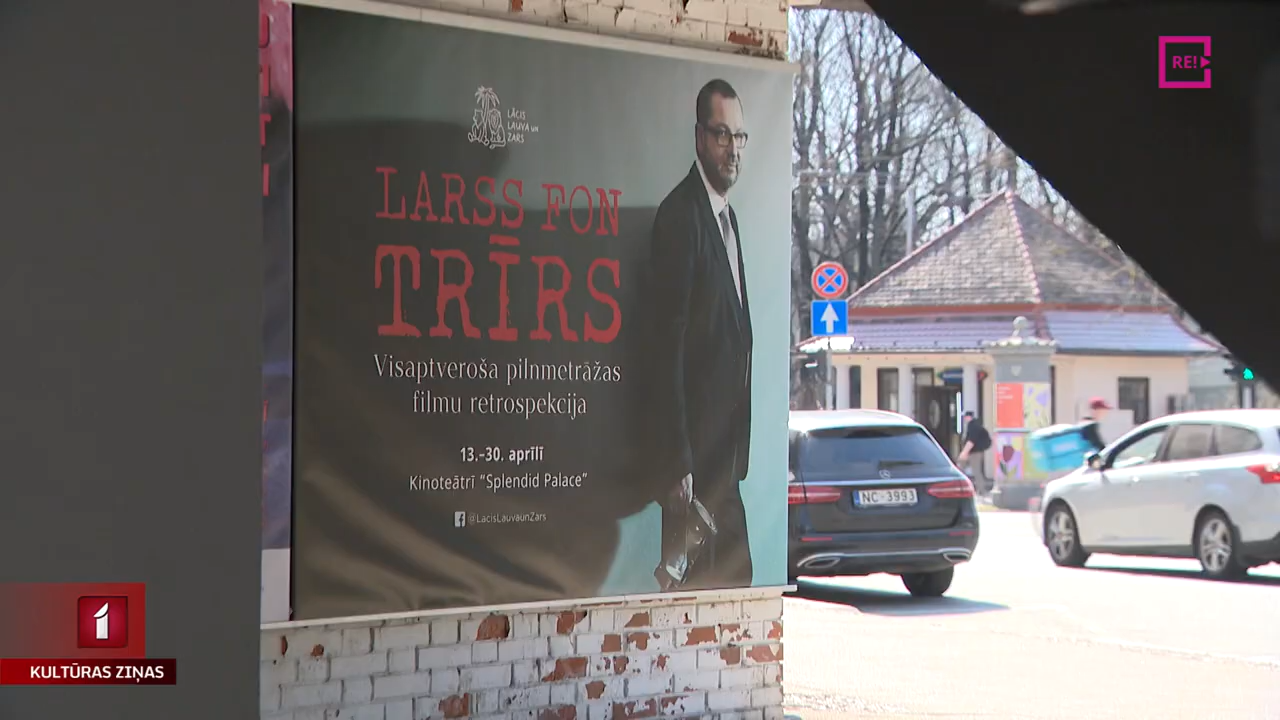 RE!
LĀCIS
LAUVA UN
ZARS
LARSS FON
TRĪRS
Visaptveroša pilnmetrāžas
filmu retrospekcija
13.-30. aprīlī
Kinoteātrī "Splendid Palace"
@LacisLauvaunZars
NC-3993
1
KULTŪRAS ZIŅAS